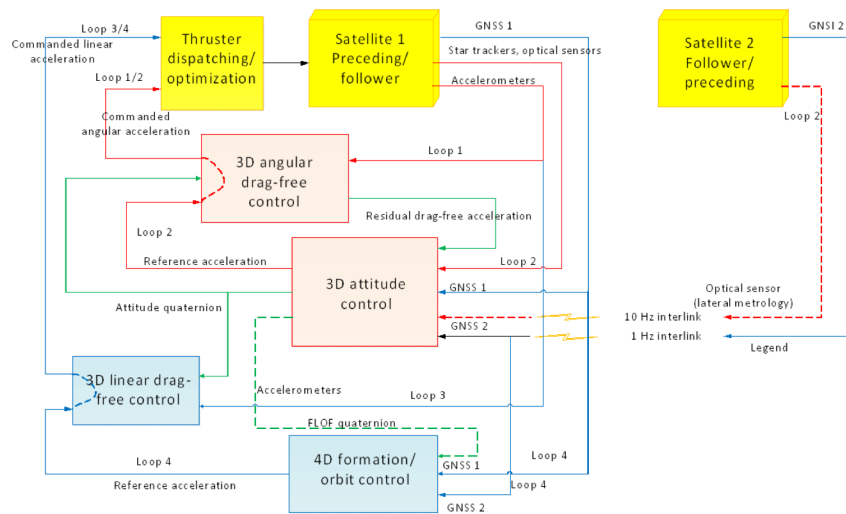 Loop 3/4
Commanded linear
acceleration
Loop 1/2
Commanded
angular acceleration
Thruster
dispatching/
optimization
Satellite 1
Preceding/
follower
GNSS 1
Star trackers, optical sensors
Accelerometers
Satellite 2
Follower/
preceding
GNSI 2
Loop 2
3D angular
drag-free
control
Loop 1
Residual drag-free acceleration
Loop 2
Reference acceleration
3D attitude
control
Loop 2
GNSS 1
GNSS 2
Optical sensor
(lateral metrology)
10 Hz interlink
1 Hz interlink
Legend
Attitude quaternion
3D linear drag-
free control
Accelerometers
Loop 3
FLOF quaternion
4D formation/
orbit control
Loop 4
Reference acceleration
GNSS 1
Loop 4
Loop 4
GNSS 2